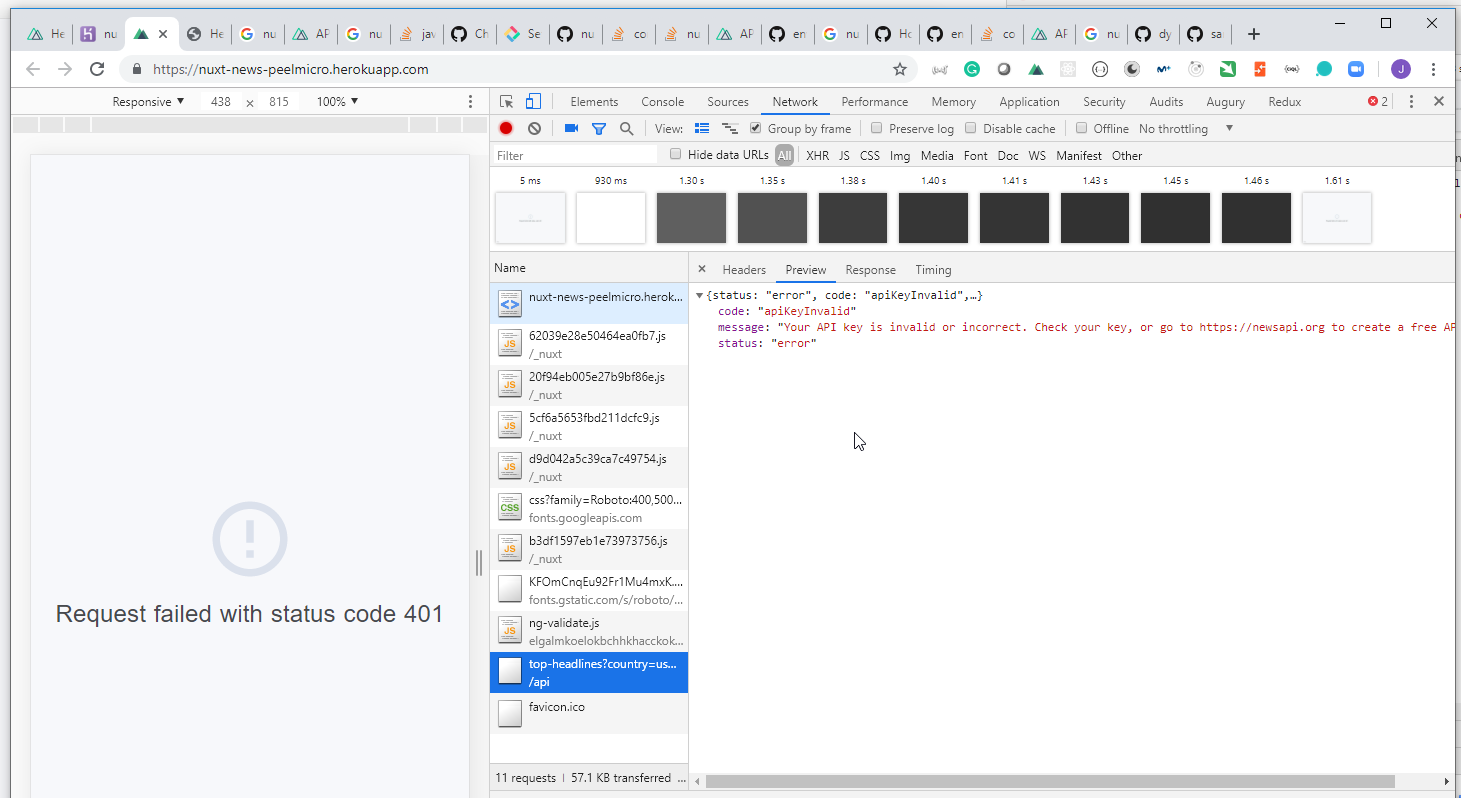 He nu He nu AP nu jav Ch Se nu co nu AP en nu Ho en co AP nu dy sa
https://nuxt-news-peelmicro.herokuapp.com
J
Responsive ▼ 438 × 815 100% ▼
Elements Console Sources Network Performance Memory Application Security Audits Augury Redux 2
View: Group by frame Preserve log Disable cache Offline No throttling ▼
Filter Hide data URLs All XHR JS CSS Img Media Font Doc WS Manifest Other
5 ms 930 ms 1.30 s 1.35 s 1.38 s 1.40 s 1.41 s 1.43 s 1.45 s 1.46 s 1.61 s
Name
× Headers Preview Response Timing
nuxt-news-peelmicro.herok...
62039e28e50464ea0fb7.js
/_nuxt
20f94eb005e27b9bf86e.js
/_nuxt
5cf6a5653fbd211dcfc9.js
/_nuxt
d9d042a5c39ca7c49754.js
/_nuxt
css?family=Roboto:400,500...
fonts.googleapis.com
b3df1597eb1e73973756.js
/_nuxt
KFOmCnqEu92Fr1Mu4mxK....
fonts.gstatic.com/s/roboto/...
ng-validate.js
elgalmkoelokbchhkhacckok...
top-headlines?country=us...
/api
favicon.ico
11 requests | 57.1 KB transferred ...
{status: "error", code: "apiKeyInvalid",…}
code: "apiKeyInvalid"
message: "Your API key is invalid or incorrect. Check your key, or go to https://newsapi.org to create a free AP
status: "error"
Request failed with status code 401